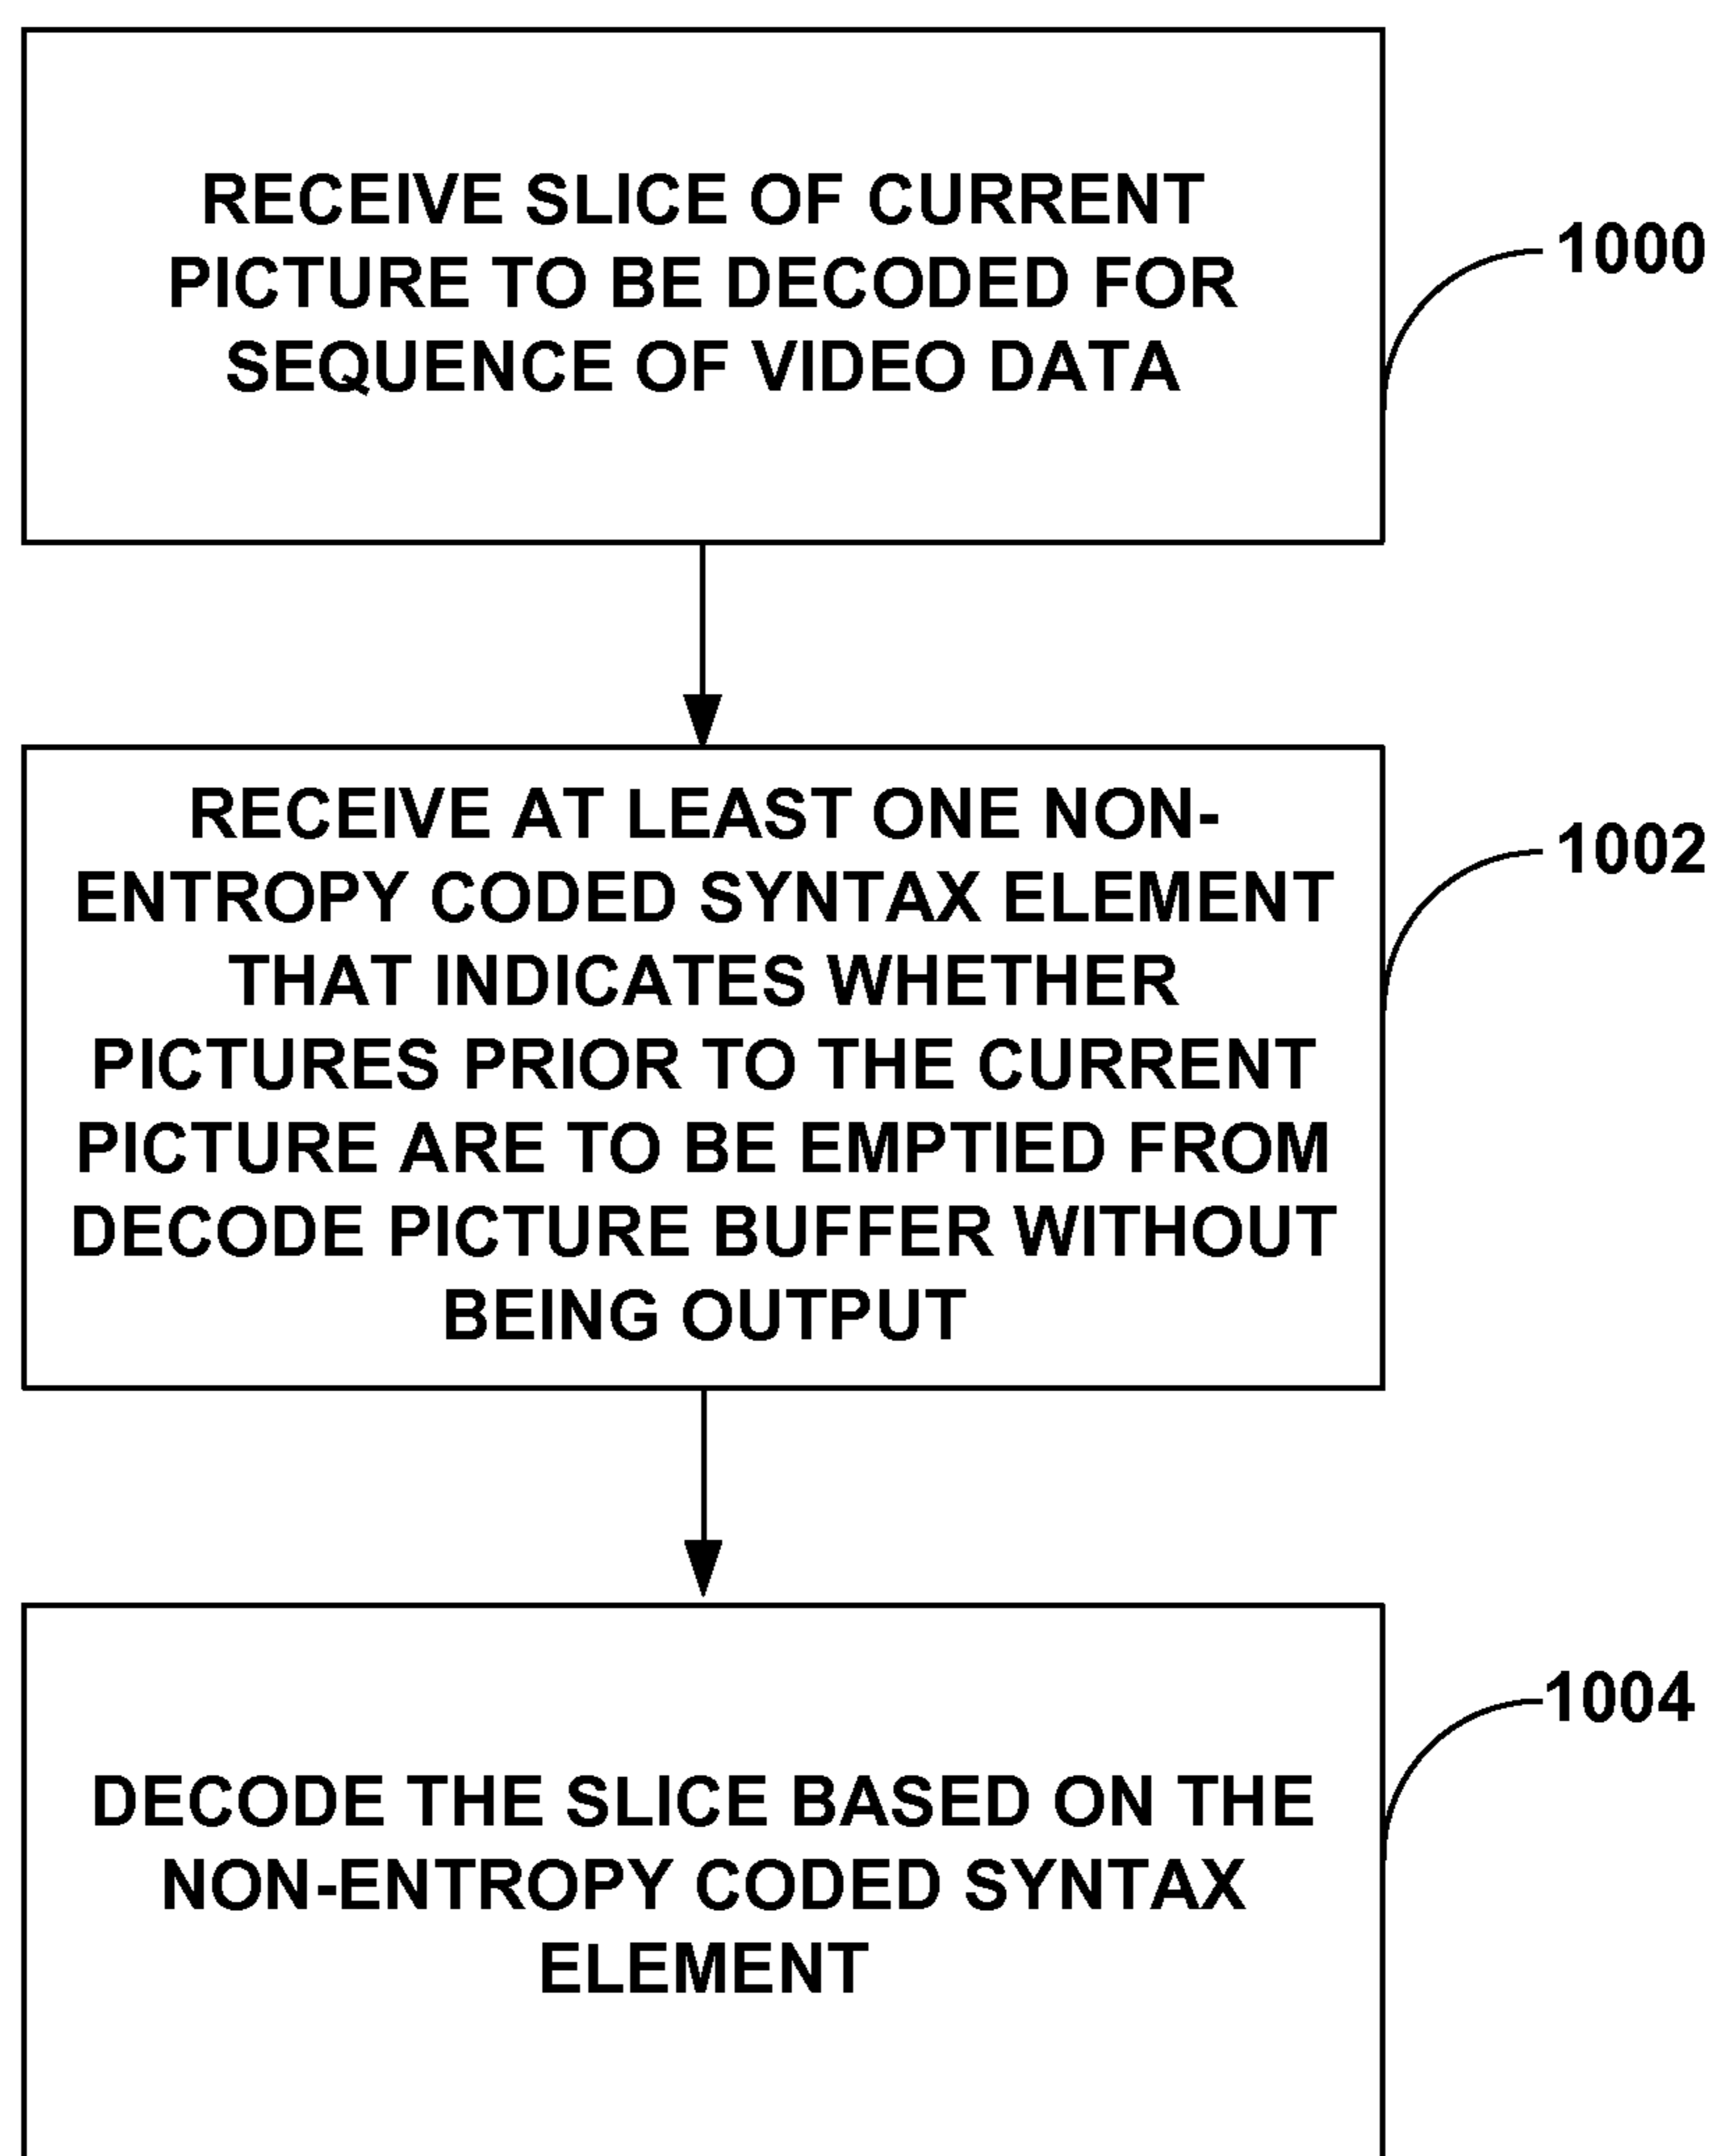 RECEIVE SLICE OF CURRENT
PICTURE TO BE DECODED FOR
SEQUENCE OF VIDEO DATA
1000
RECEIVE AT LEAST ONE NON-
ENTROPY CODED SYNTAX ELEMENT
THAT INDICATES WHETHER
PICTURES PRIOR TO THE CURRENT
PICTURE ARE TO BE EMPTIED FROM
DECODE PICTURE BUFFER WITHOUT
BEING OUTPUT
1002
DECODE THE SLICE BASED ON THE
NON-ENTROPY CODED SYNTAX
ELEMENT
1004